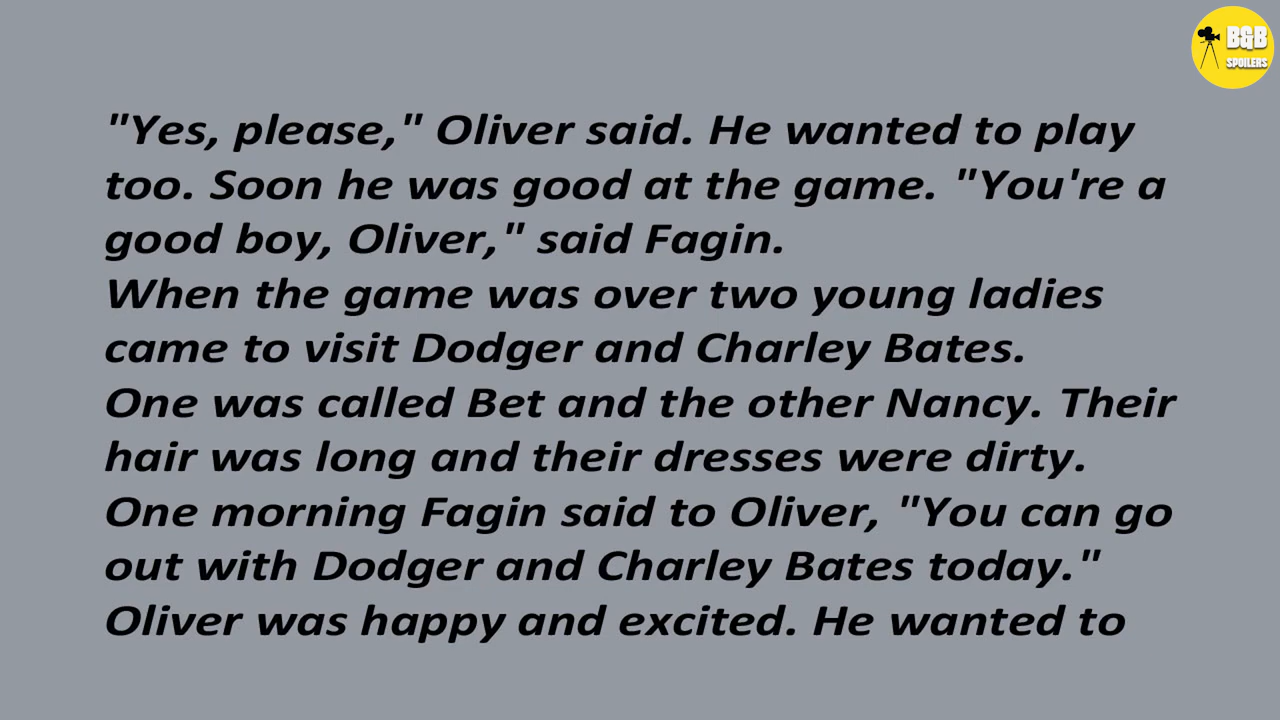 B&B
SPOILERS
"Yes, please," Oliver said. He wanted to play
too. Soon he was good at the game. "You're a
good boy, Oliver," said Fagin.
When the game was over two young ladies
came to visit Dodger and Charley Bates.
One was called Bet and the other Nancy. Their
hair was long and their dresses were dirty.
One morning Fagin said to Oliver, "You can go
out with Dodger and Charley Bates today."
Oliver was happy and excited. He wanted to